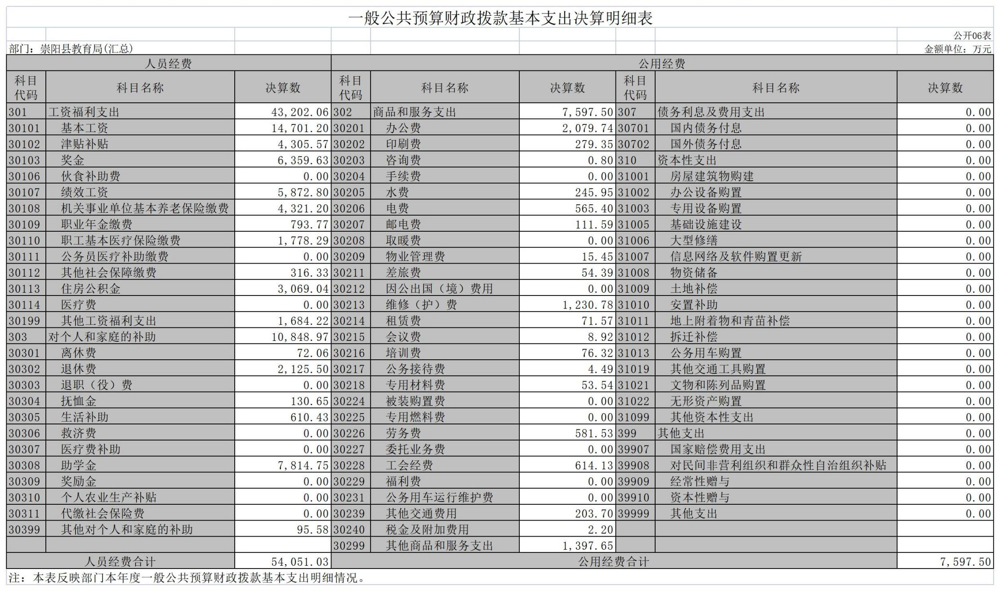 一般公共预算财政拨款基本支出决算明细表
公开06表
部门：崇阳县教育局(汇总) 金额单位：万元
人员经费 公用经费
科目代码 科目名称 决算数 科目代码 科目名称 决算数 科目代码 科目名称 决算数
301 工资福利支出 43,202.06 302 商品和服务支出 7,597.50 307 债务利息及费用支出 0.00
30101 基本工资 14,701.20 30201 办公费 2,079.74 30701 国内债务付息 0.00
30102 津贴补贴 4,305.57 30202 印刷费 279.35 30702 国外债务付息 0.00
30103 奖金 6,359.63 30203 咨询费 0.80 310 资本性支出 0.00
30106 伙食补助费 0.00 30204 手续费 0.00 31001 房屋建筑物购建 0.00
30107 绩效工资 5,872.80 30205 水费 245.95 31002 办公设备购置 0.00
30108 机关事业单位基本养老保险缴费 4,321.20 30206 电费 565.40 31003 专用设备购置 0.00
30109 职业年金缴费 793.77 30207 邮电费 111.59 31005 基础设施建设 0.00
30110 职工基本医疗保险缴费 1,778.29 30208 取暖费 0.00 31006 大型修缮 0.00
30111 公务员医疗补助缴费 0.00 30209 物业管理费 15.45 31007 信息网络及软件购置更新 0.00
30112 其他社会保障缴费 316.33 30211 差旅费 54.39 31008 物资储备 0.00
30113 住房公积金 3,069.04 30212 因公出国（境）费用 0.00 31009 土地补偿 0.00
30114 医疗费 0.00 30213 维修（护）费 1,230.78 31010 安置补助 0.00
30199 其他工资福利支出 1,684.22 30214 租赁费 71.57 31011 地上附着物和青苗补偿 0.00
303 对个人和家庭的补助 10,848.97 30215 会议费 8.92 31012 拆迁补偿 0.00
30301 离休费 72.06 30216 培训费 76.32 31013 公务用车购置 0.00
30302 退休费 2,125.50 30217 公务接待费 4.49 31019 其他交通工具购置 0.00
30303 退职（役）费 0.00 30218 专用材料费 53.54 31021 文物和陈列品购置 0.00
30304 抚恤金 130.65 30224 被装购置费 0.00 31022 无形资产购置 0.00
30305 生活补助 610.43 30225 专用燃料费 0.00 31099 其他资本性支出 0.00
30306 救济费 0.00 30226 劳务费 581.53 399 其他支出 0.00
30307 医疗费补助 0.00 30227 委托业务费 0.00 39907 国家赔偿费用支出 0.00
30308 助学金 7,814.75 30228 工会经费 614.13 39908 对民间非营利组织和群众性自治组织补贴 0.00
30309 奖励金 0.00 30229 福利费 0.00 39909 经常性赠与 0.00
30310 个人农业生产补贴 0.00 30231 公务用车运行维护费 0.00 39910 资本性赠与 0.00
30311 代缴社会保险费 0.00 30239 其他交通费用 203.70 39999 其他支出 0.00
30399 其他对个人和家庭的补助 95.58 30240 税金及附加费用 2.20
30299 其他商品和服务支出 1,397.65
人员经费合计 54,051.03 公用经费合计 7,597.50
注：本表反映部门本年度一般公共预算财政拨款基本支出明细情况。